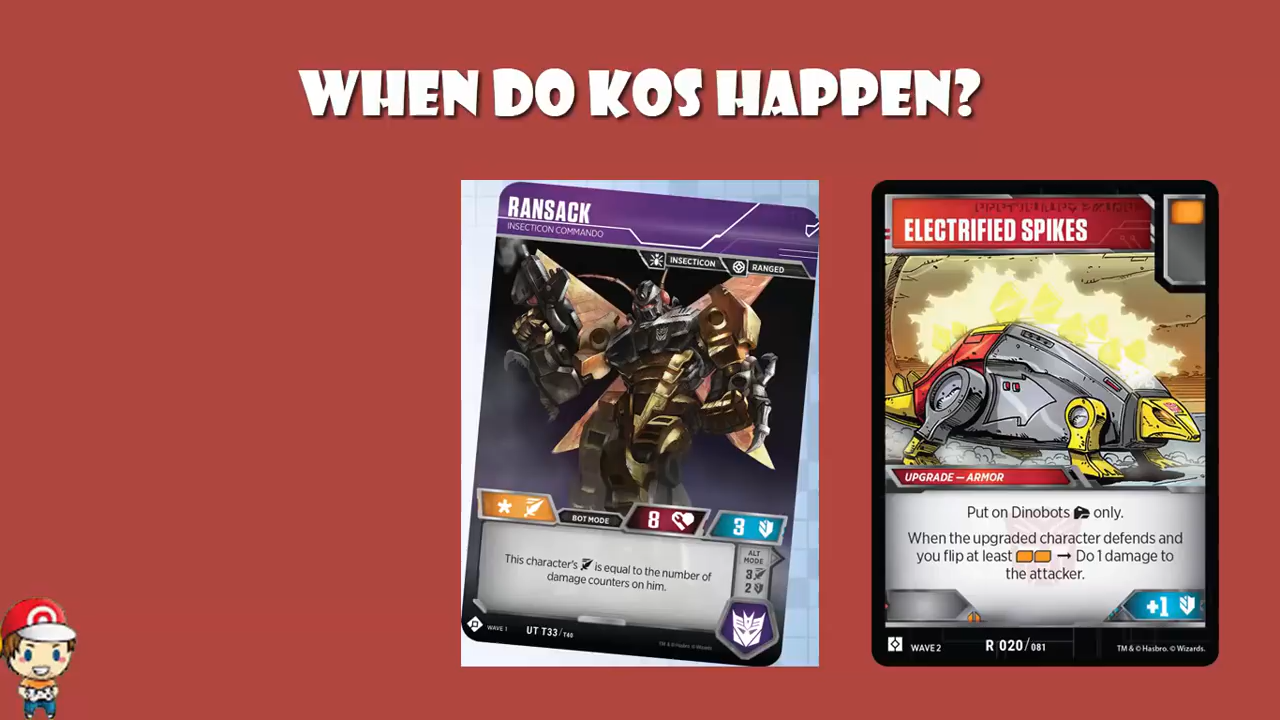 WHEN DO KOS HAPPEN?
RANSACK
INSECTICON COMMANDO
INSECTICON
RANGED
*
BOT MODE
8
3
This character's is equal to the number of
damage counters on him.
ALT
MODE
3
2
WAVE 1
UT T33/T40
TM & © Hasbro. © Wizards.
ELECTRIFIED SPIKES
UPGRADE — ARMOR
Put on Dinobots only.
When the upgraded character defends and
you flip at least → Do 1 damage to
the attacker.
+1
WAVE 2
R 020/081
TM & © Hasbro. © Wizards.